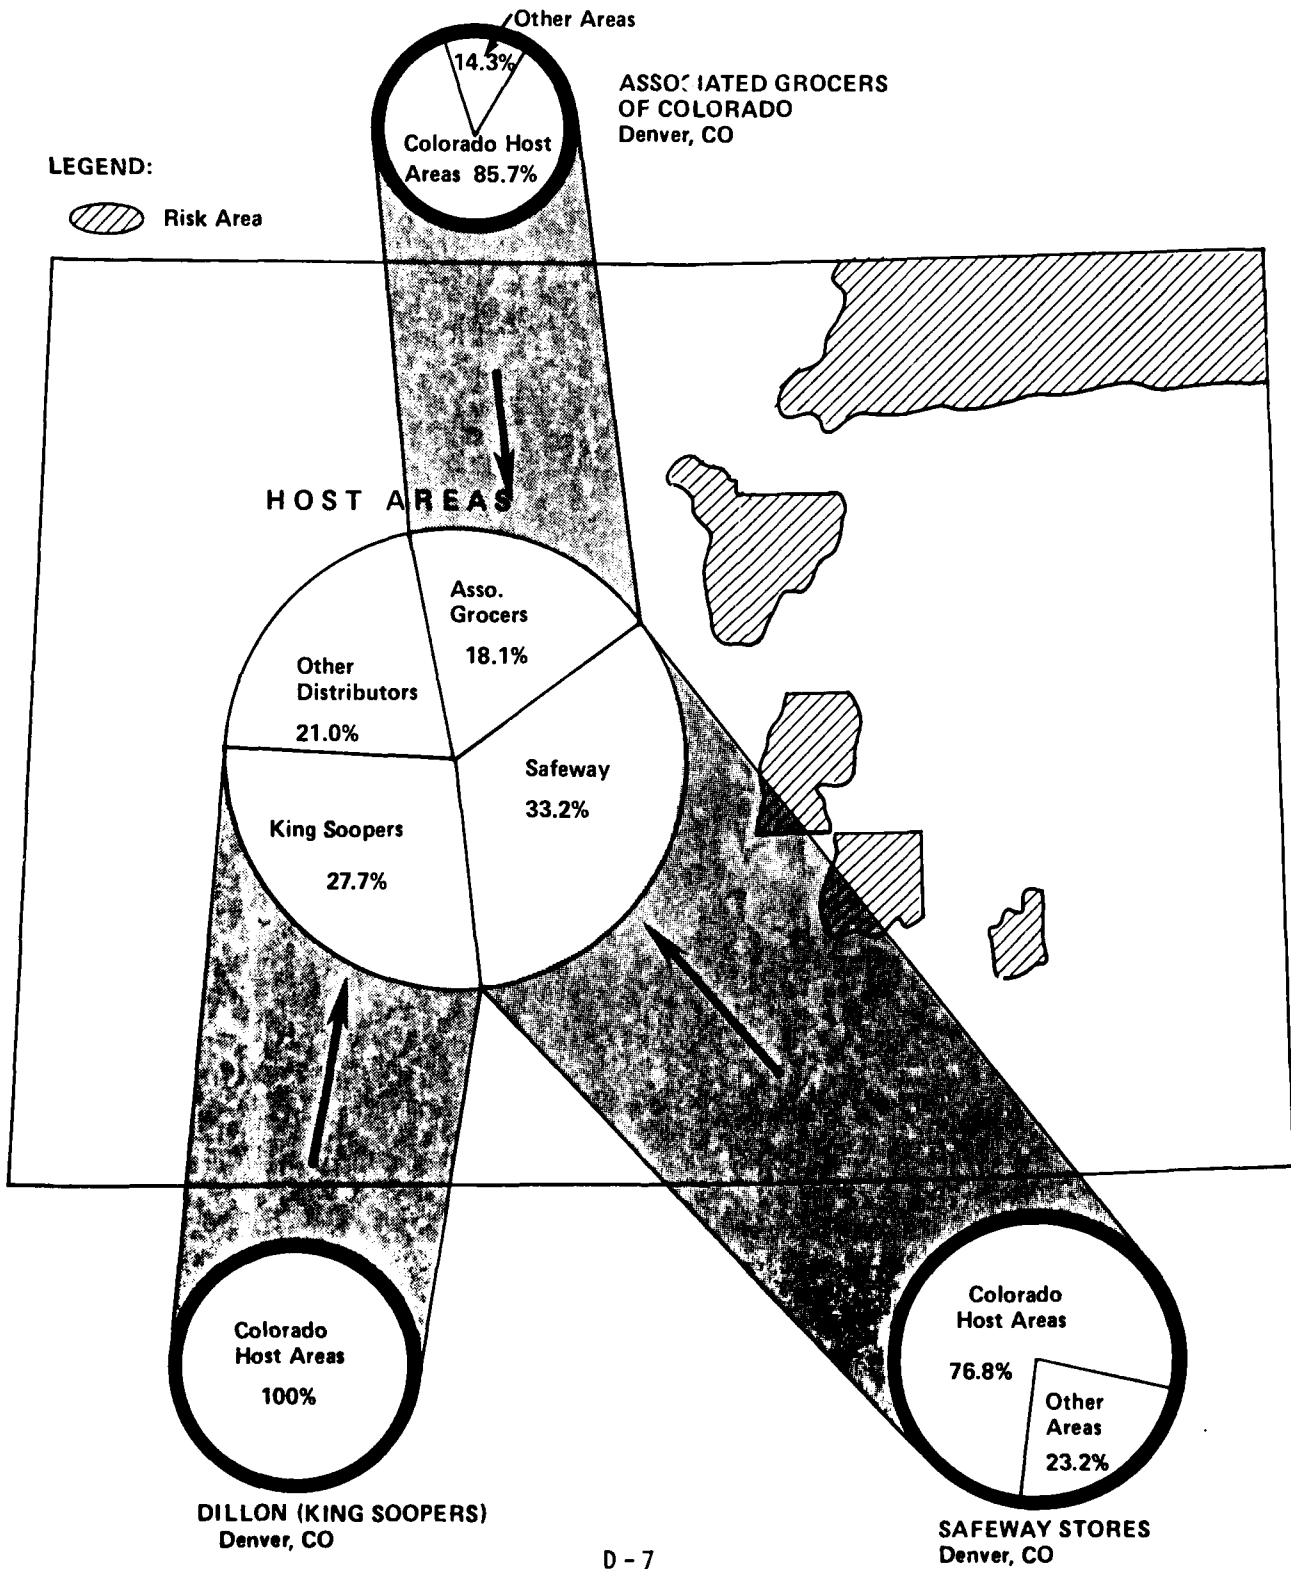 Other Areas
14.3%
Colorado Host
Areas 85.7%
ASSOCIATED GROCERS
OF COLORADO
Denver, CO
LEGEND:
Risk Area
HOST AREAS
Asso.
Grocers
18.1%
Other
Distributors
21.0%
Safeway
33.2%
King Soopers
27.7%
Colorado
Host Areas
100%
DILLON (KING SOOPERS)
Denver, CO
Colorado
Host Areas
76.8%
Other
Areas
23.2%
SAFEWAY STORES
Denver, CO
D-7